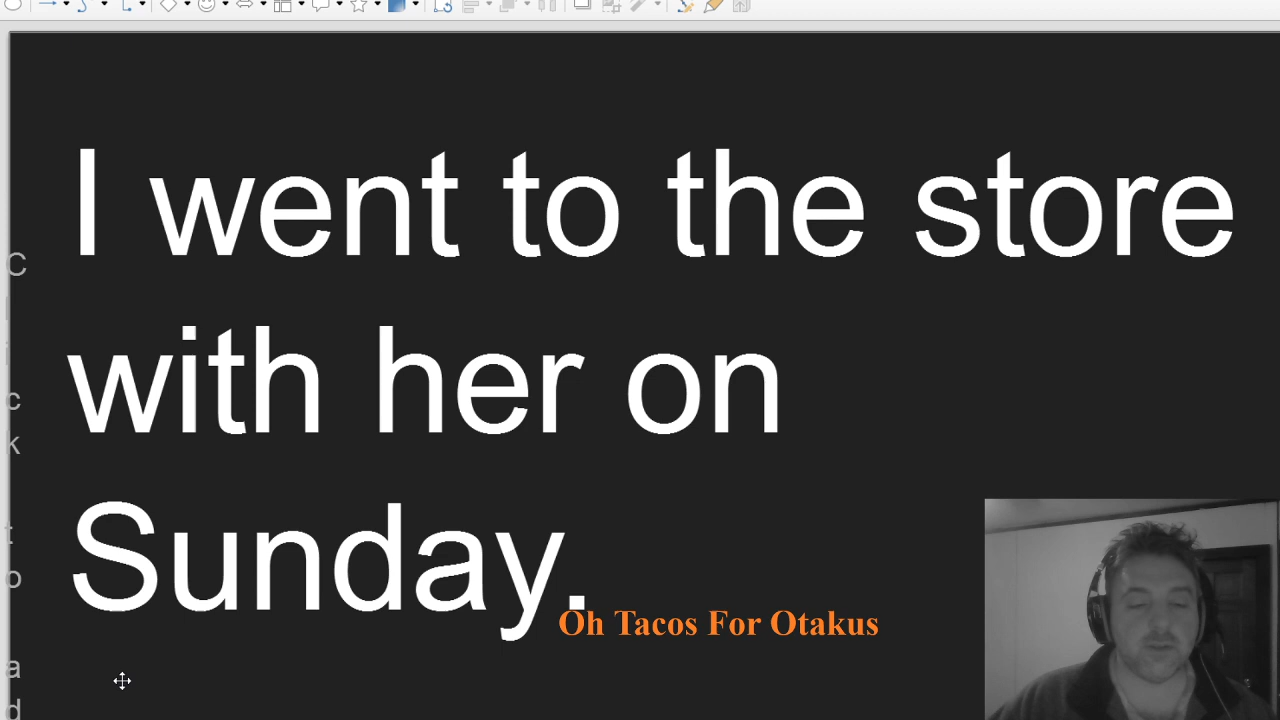 I went to the store
with her on
Sunday.
Oh Tacos For Otakus
C
l
i
c
k
t
o
a
d